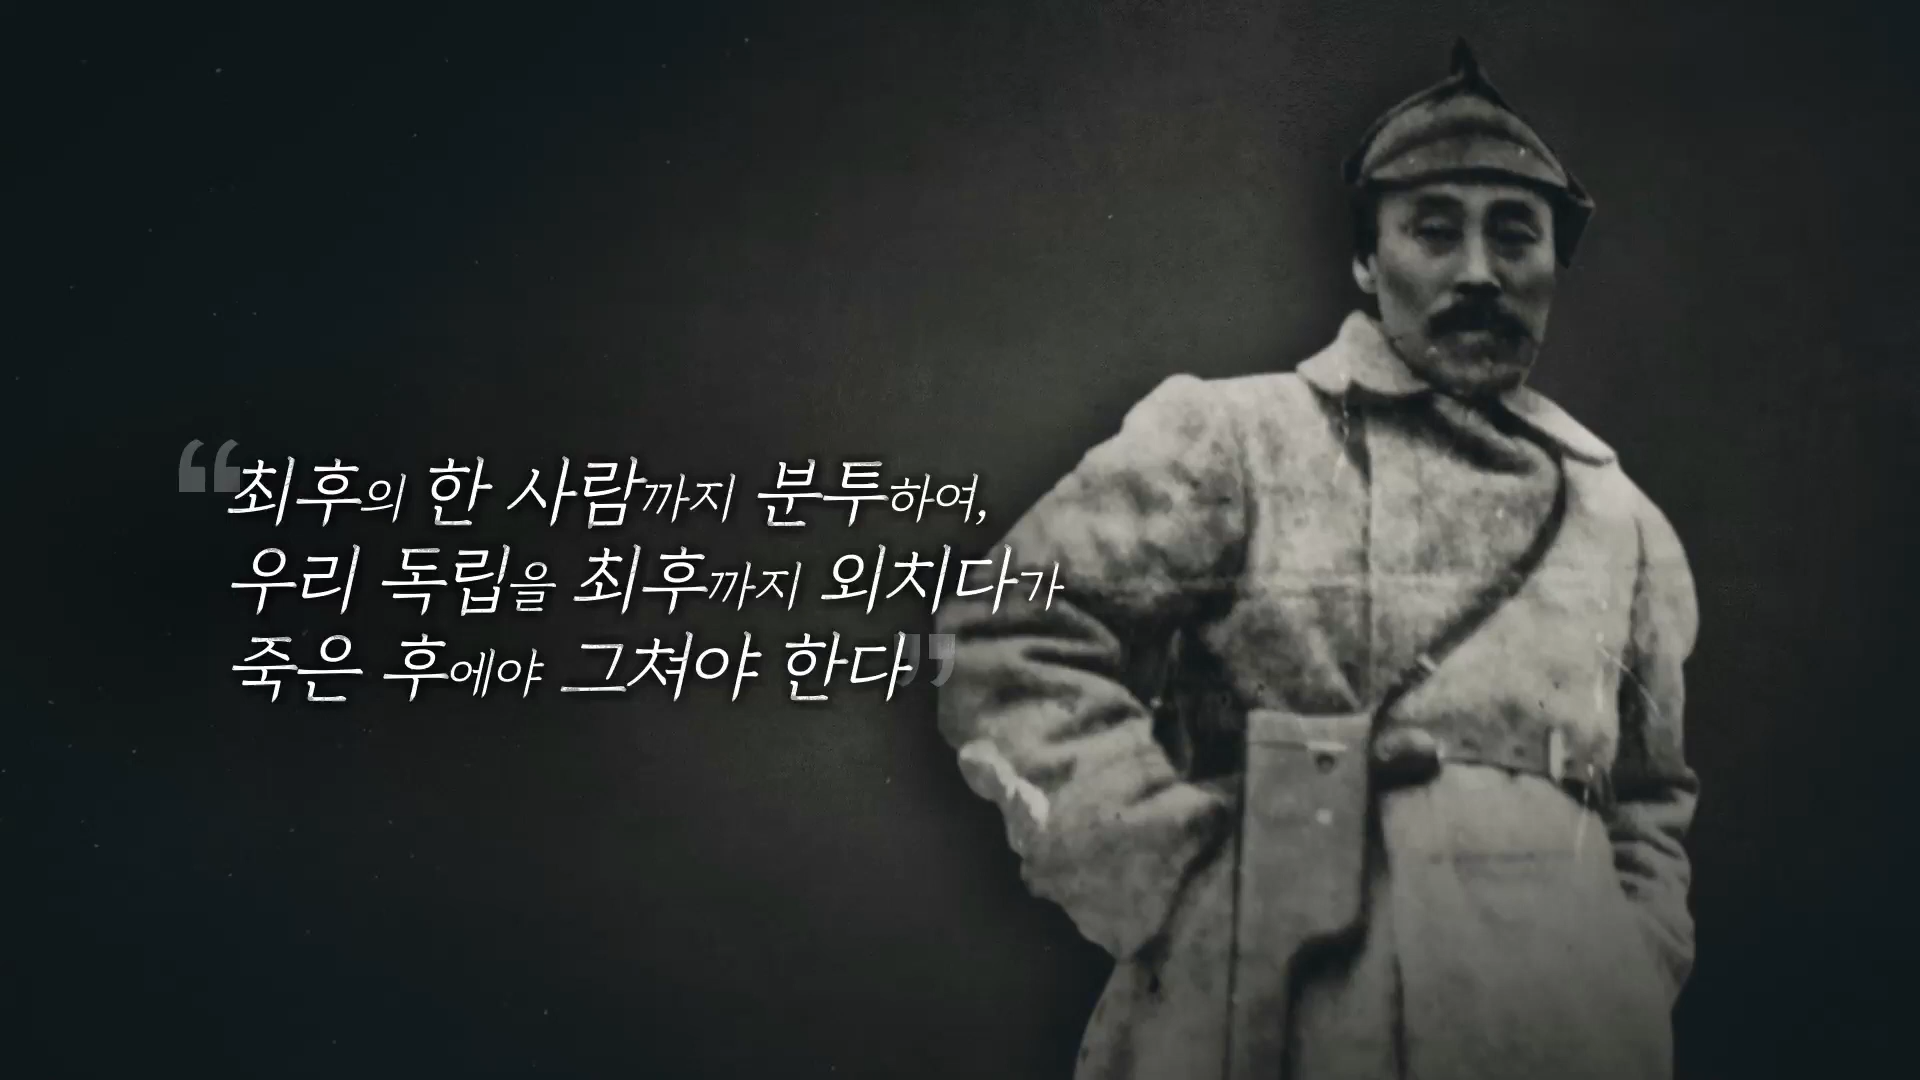 “최후의 한 사람까지 분투하여,
우리 독립을 최후까지 외치다가
죽은 후에야 그쳐야 한다”